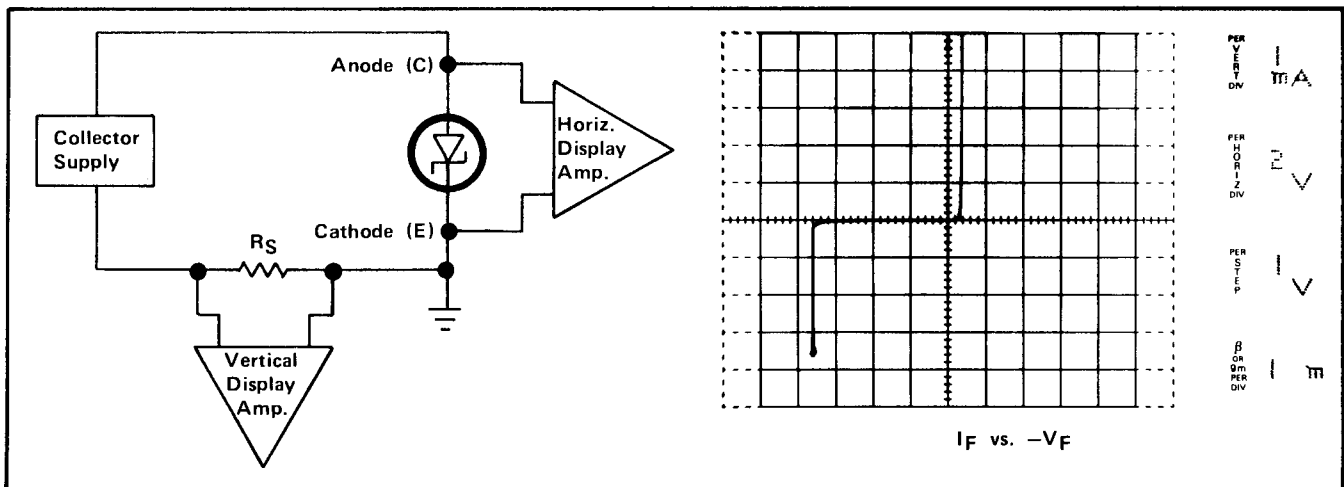 Anode (C)
Collector
Supply
Horiz.
Display
Amp.
Cathode (E)
RS
Vertical
Display
Amp.
PER
VERT
DIV
1
mA
PER
HORIZ
DIV
2
V
PER
STEP
1
V
β
OR
gm
PER
DIV
1 m
IF vs. −VF